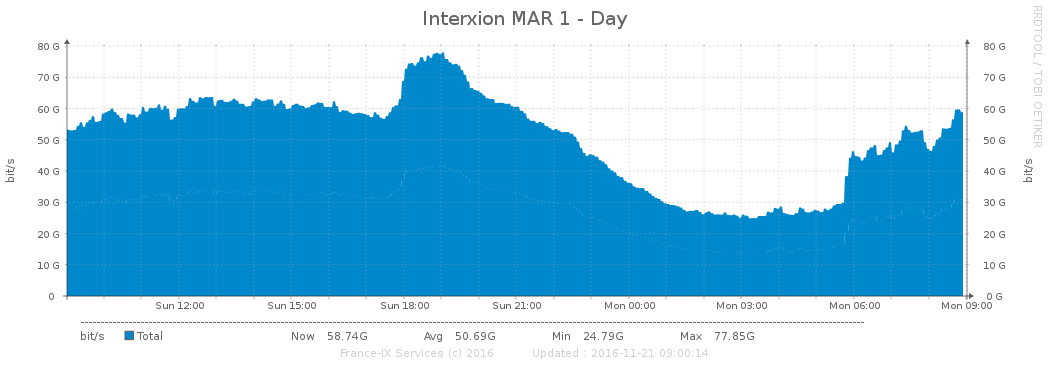 Interxion MAR 1 - Day
RRDTOOL / TOBI OETIKER
80 G 80 G
70 G 70 G
60 G 60 G
50 G 50 G
40 G 40 G
30 G 30 G
20 G 20 G
10 G 10 G
0 0 G
bit/s
bit/s
Sun 12:00 Sun 15:00 Sun 18:00 Sun 21:00 Mon 00:00 Mon 03:00 Mon 06:00 Mon 09:00
bit/s Total Now 58.74G Avg 50.69G Min 24.79G Max 77.85G
France-IX Services (c) 2016 Updated : 2016-11-21 09:00:14